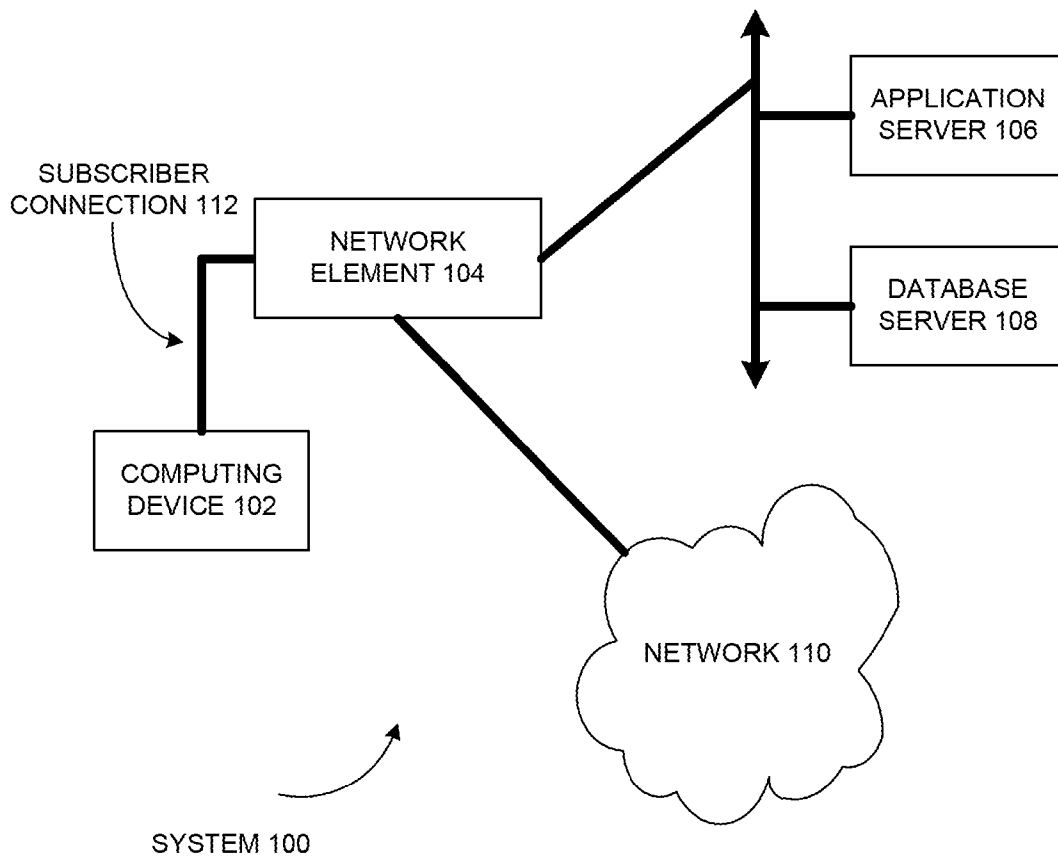 APPLICATION
SERVER 106
SUBSCRIBER
CONNECTION 112
NETWORK
ELEMENT 104
DATABASE
SERVER 108
COMPUTING
DEVICE 102
NETWORK 110
SYSTEM 100